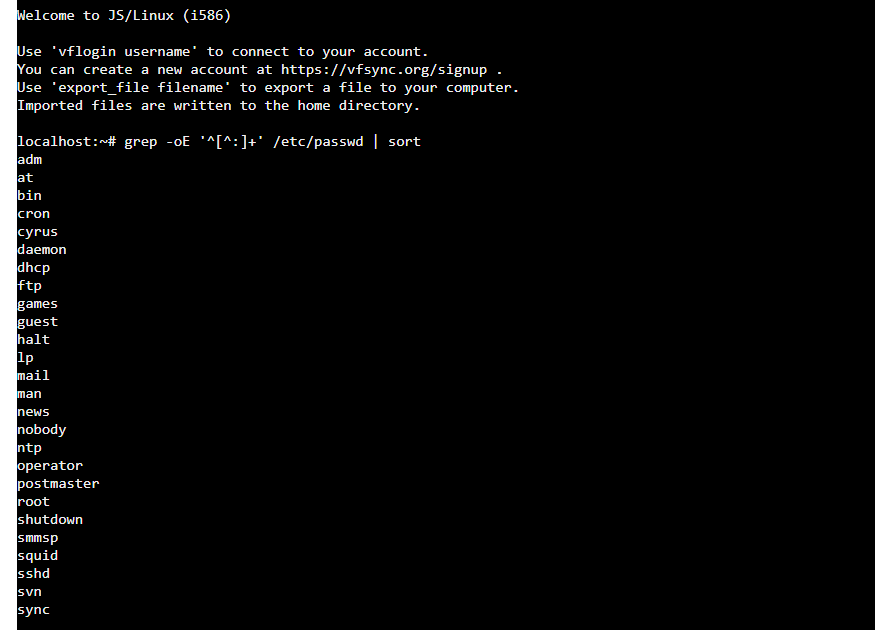 Welcome to JS/Linux (i586)
Use 'vflogin username' to connect to your account.
You can create a new account at https://vfsync.org/signup .
Use 'export_file filename' to export a file to your computer.
Imported files are written to the home directory.
localhost:~# grep -oE '^[^:]+' /etc/passwd | sort
adm
at
bin
cron
cyrus
daemon
dhcp
ftp
games
guest
halt
lp
mail
man
news
nobody
ntp
operator
postmaster
root
shutdown
smmsp
squid
sshd
svn
sync